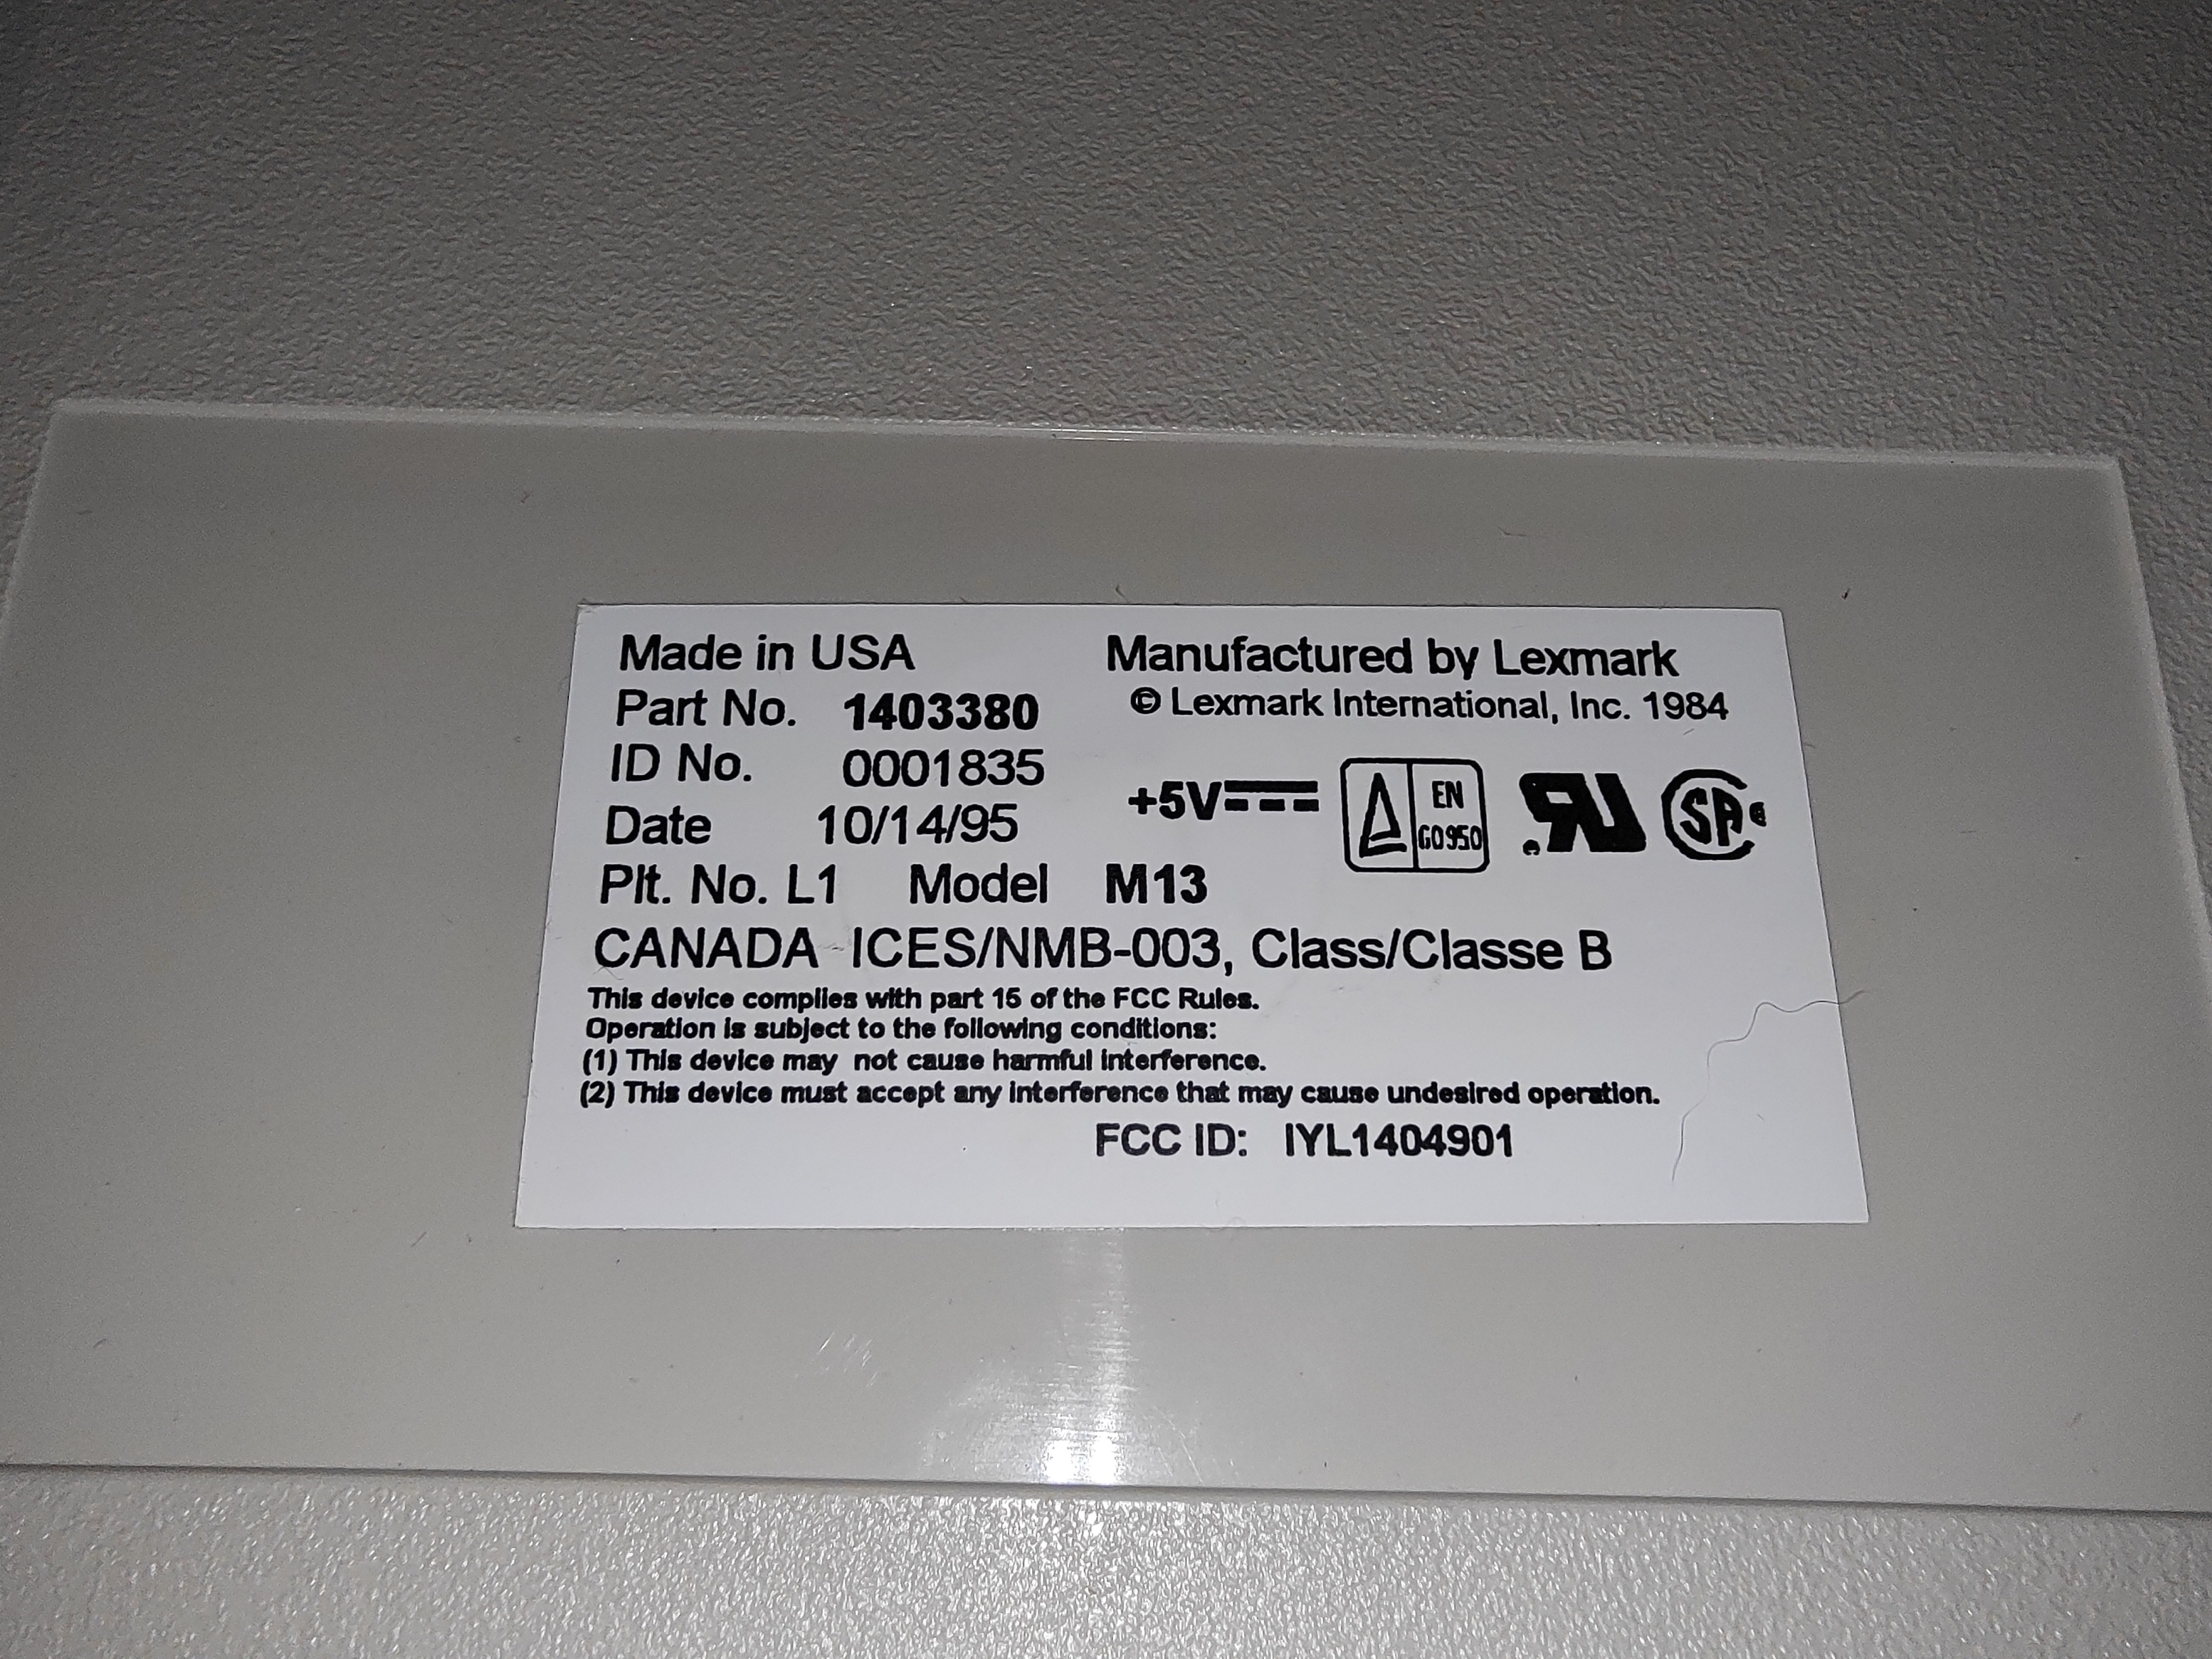 Made in USA
Manufactured by Lexmark
Part No. 1403380
© Lexmark International, Inc. 1984
ID No. 0001835
+5V
EN
60950
Date 10/14/95
Plt. No. L1 Model M13
CANADA ICES/NMB-003, Class/Classe B
This device complies with part 15 of the FCC Rules.
Operation is subject to the following conditions:
(1) This device may not cause harmful interference.
(2) This device must accept any interference that may cause undesired operation.
FCC ID: IYL1404901